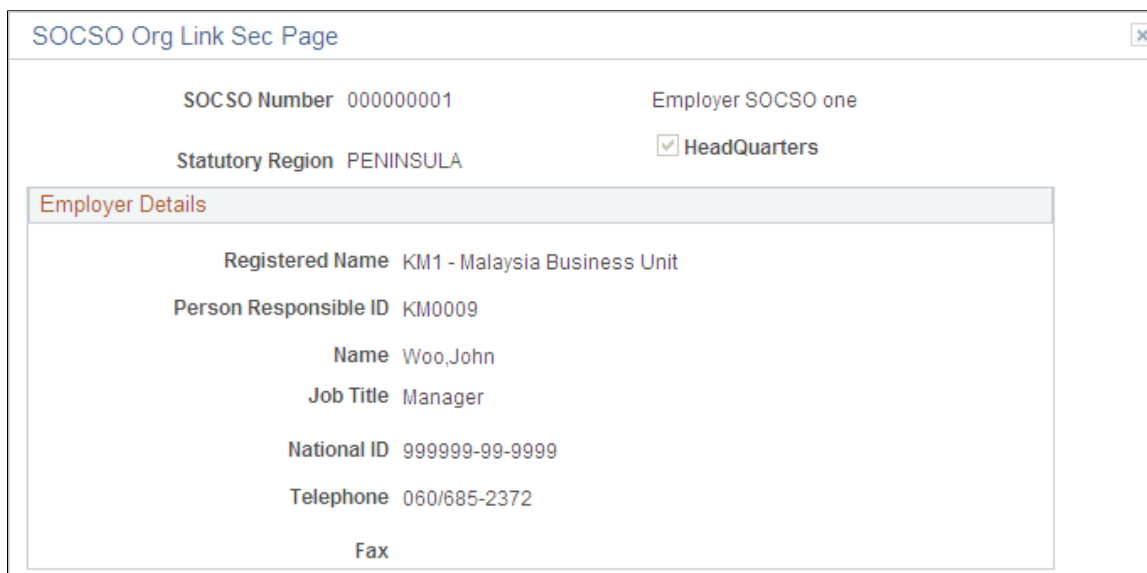 SOCSO Org Link Sec Page
SOCSO Number 000000001 Employer SOCSO one
Statutory Region PENINSULA HeadQuarters
Employer Details
Registered Name KM1 - Malaysia Business Unit
Person Responsible ID KM0009
Name Woo,John
Job Title Manager
National ID 999999-99-9999
Telephone 060/685-2372
Fax